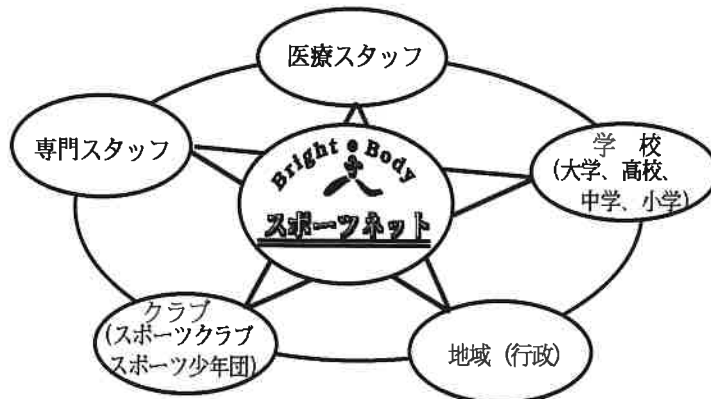 医療スタッフ
専門スタッフ
学 校
(大学、高校、
中学、小学)
Bright Body
スポーツネット
クラブ
(スポーツクラブ
スポーツ少年団)
地域(行政)